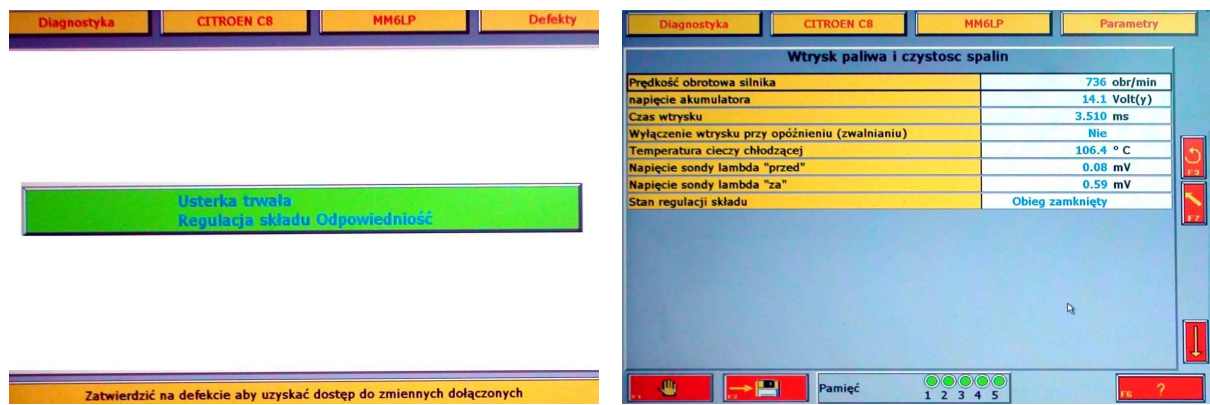 Diagnostyka CITROEN C8 MM6LP Defekty
Usterka trwała
Regulacja składu Odpowiedniość
Zatwierdzić na defekcie aby uzyskać dostęp do zmiennych dołączonych
Diagnostyka CITROEN C8 MM6LP Parametry
Wtrysk paliwa i czystosc spalin
Prędkość obrotowa silnika 736 obr/min
napięcie akumulatora 14.1 Volt(y)
Czas wtrysku 3.510 ms
Wyłączenie wtrysku przy opóźnieniu (zwalnianiu) Nie
Temperatura cieczy chłodzącej 106.4 ° C
Napięcie sondy lambda "przed" 0.08 mV
Napięcie sondy lambda "za" 0.59 mV
Stan regulacji składu Obieg zamknięty
F9
F7
F1 F2 Pamięć 1 2 3 4 5 F6 ?